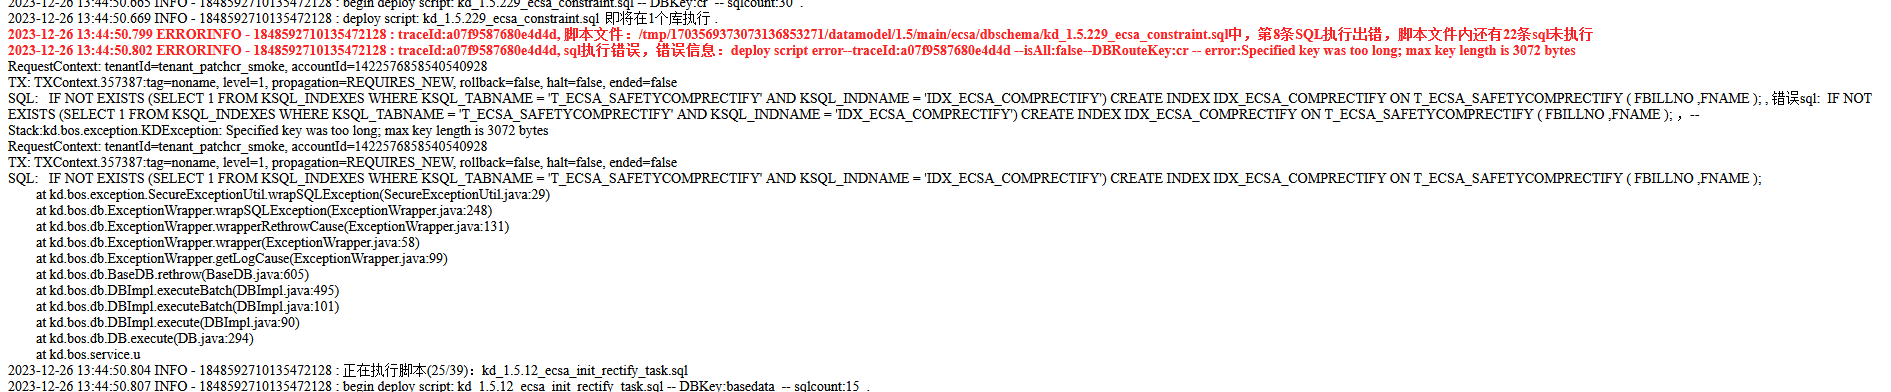 2023-12-26 13:44:50.665 INFO - 1848592710135472128 : begin deploy script: kd_1.5.229_ecsa_constraint.sql -- DBKey:cr -- sqlcount:30 .
2023-12-26 13:44:50.669 INFO - 1848592710135472128 : deploy script: kd_1.5.229_ecsa_constraint.sql 即将在1个库执行 .
2023-12-26 13:44:50.799 ERRORINFO - 1848592710135472128 : traceId:a07f9587680e4d4d, 脚本文件：/tmp/1703569373073136853271/datamodel/1.5/main/ecsa/dbschema/kd_1.5.229_ecsa_constraint.sql中，第8条SQL执行出错，脚本文件内还有22条sql未执行
2023-12-26 13:44:50.802 ERRORINFO - 1848592710135472128 : traceId:a07f9587680e4d4d, sql执行错误，错误信息：deploy script error--traceId:a07f9587680e4d4d --isAll:false--DBRouteKey:cr -- error:Specified key was too long; max key length is 3072 bytes
RequestContext: tenantId=tenant_patchcr_smoke, accountId=1422576858540540928
TX: TXContext.357387:tag=noname, level=1, propagation=REQUIRES_NEW, rollback=false, halt=false, ended=false
SQL: IF NOT EXISTS (SELECT 1 FROM KSQL_INDEXES WHERE KSQL_TABNAME = 'T_ECSA_SAFETYCOMPRECTIFY' AND KSQL_INDNAME = 'IDX_ECSA_COMPRECTIFY') CREATE INDEX IDX_ECSA_COMPRECTIFY ON T_ECSA_SAFETYCOMPRECTIFY ( FBILLNO ,FNAME ); , 错误sql: IF NOT
EXISTS (SELECT 1 FROM KSQL_INDEXES WHERE KSQL_TABNAME = 'T_ECSA_SAFETYCOMPRECTIFY' AND KSQL_INDNAME = 'IDX_ECSA_COMPRECTIFY') CREATE INDEX IDX_ECSA_COMPRECTIFY ON T_ECSA_SAFETYCOMPRECTIFY ( FBILLNO ,FNAME ); ，--
Stack:kd.bos.exception.KDException: Specified key was too long; max key length is 3072 bytes
RequestContext: tenantId=tenant_patchcr_smoke, accountId=1422576858540540928
TX: TXContext.357387:tag=noname, level=1, propagation=REQUIRES_NEW, rollback=false, halt=false, ended=false
SQL: IF NOT EXISTS (SELECT 1 FROM KSQL_INDEXES WHERE KSQL_TABNAME = 'T_ECSA_SAFETYCOMPRECTIFY' AND KSQL_INDNAME = 'IDX_ECSA_COMPRECTIFY') CREATE INDEX IDX_ECSA_COMPRECTIFY ON T_ECSA_SAFETYCOMPRECTIFY ( FBILLNO ,FNAME );
at kd.bos.exception.SecureExceptionUtil.wrapSQLException(SecureExceptionUtil.java:29)
at kd.bos.db.ExceptionWrapper.wrapSQLException(ExceptionWrapper.java:248)
at kd.bos.db.ExceptionWrapper.wrapperRethrowCause(ExceptionWrapper.java:131)
at kd.bos.db.ExceptionWrapper.wrapper(ExceptionWrapper.java:58)
at kd.bos.db.ExceptionWrapper.getLogCause(ExceptionWrapper.java:99)
at kd.bos.db.BaseDB.rethrow(BaseDB.java:605)
at kd.bos.db.DBImpl.executeBatch(DBImpl.java:495)
at kd.bos.db.DBImpl.executeBatch(DBImpl.java:101)
at kd.bos.db.DBImpl.execute(DBImpl.java:90)
at kd.bos.db.DB.execute(DB.java:294)
at kd.bos.service.u
2023-12-26 13:44:50.804 INFO - 1848592710135472128 : 正在执行脚本(25/39)：kd_1.5.12_ecsa_init_rectify_task.sql
2023-12-26 13:44:50.807 INFO - 1848592710135472128 : begin deploy script: kd_1.5.12_ecsa_init_rectify_task.sql -- DBKey:basedata -- sqlcount:15 .